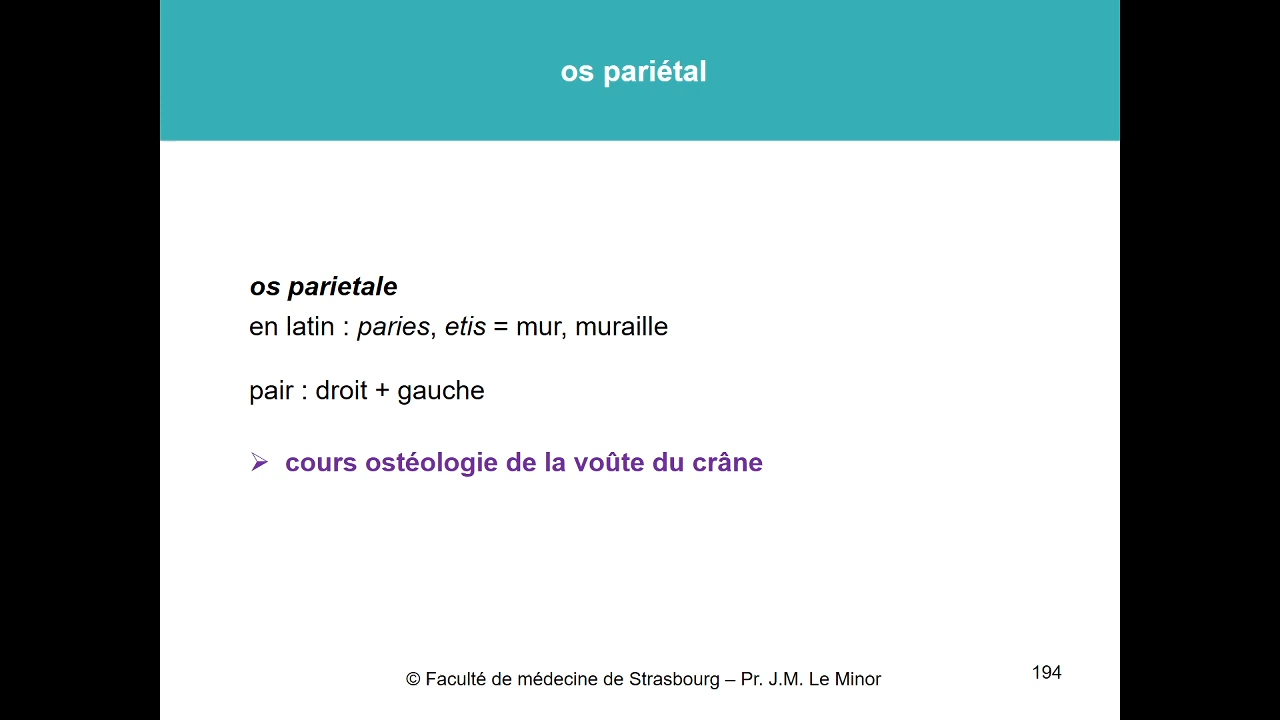 os pariétal
os parietale
en latin : paries, etis = mur, muraille
pair : droit + gauche
➢ cours ostéologie de la voûte du crâne
© Faculté de médecine de Strasbourg – Pr. J.M. Le Minor
194